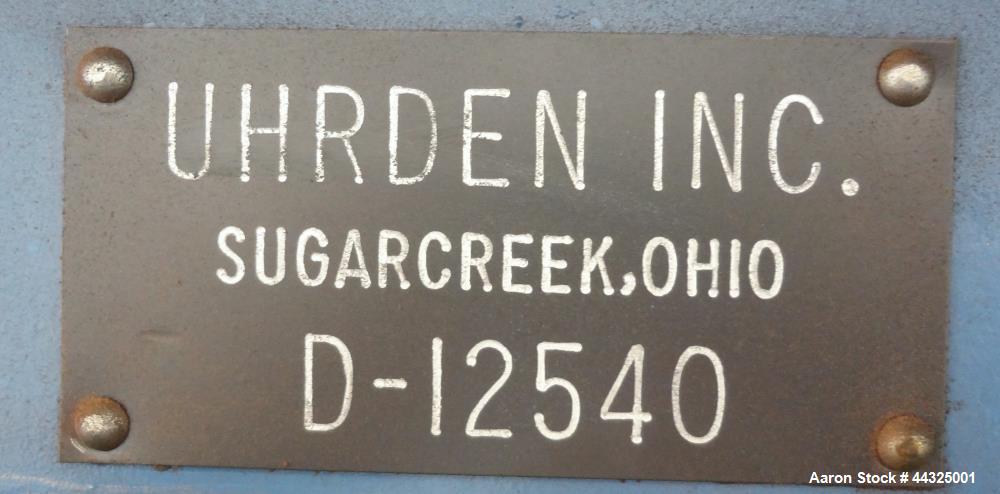 UHRDEN INC.
SUGARCREEK, OHIO
D-12540
Aaron Stock # 44325001